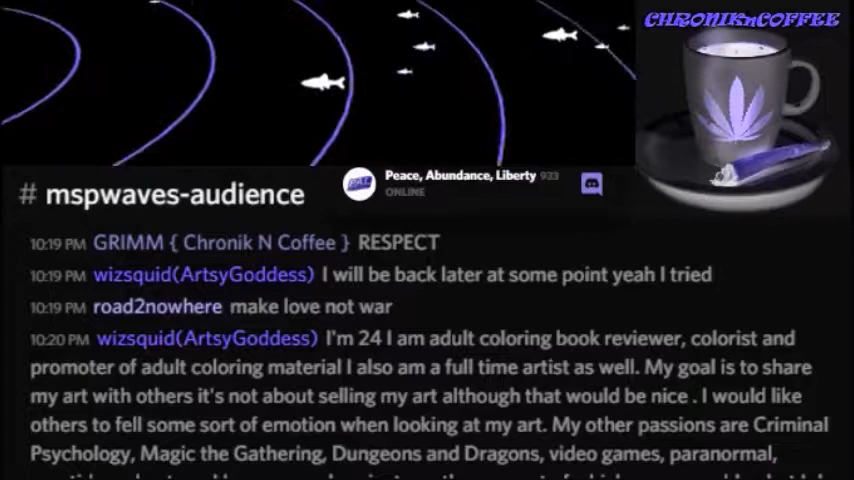 CHRONIKnCOFFEE
Peace, Abundance, Liberty 933
ONLINE
# mspwaves-audience
10:19 PM GRIMM { Chronik N Coffee } RESPECT
10:19 PM wizsquid(ArtsyGoddess) I will be back later at some point yeah I tried
10:19 PM road2nowhere make love not war
10:20 PM wizsquid(ArtsyGoddess) I'm 24 I am adult coloring book reviewer, colorist and
promoter of adult coloring material I also am a full time artist as well. My goal is to share
my art with others it's not about selling my art although that would be nice . I would like
others to fell some sort of emotion when looking at my art. My other passions are Criminal
Psychology, Magic the Gathering, Dungeons and Dragons, video games, paranormal,